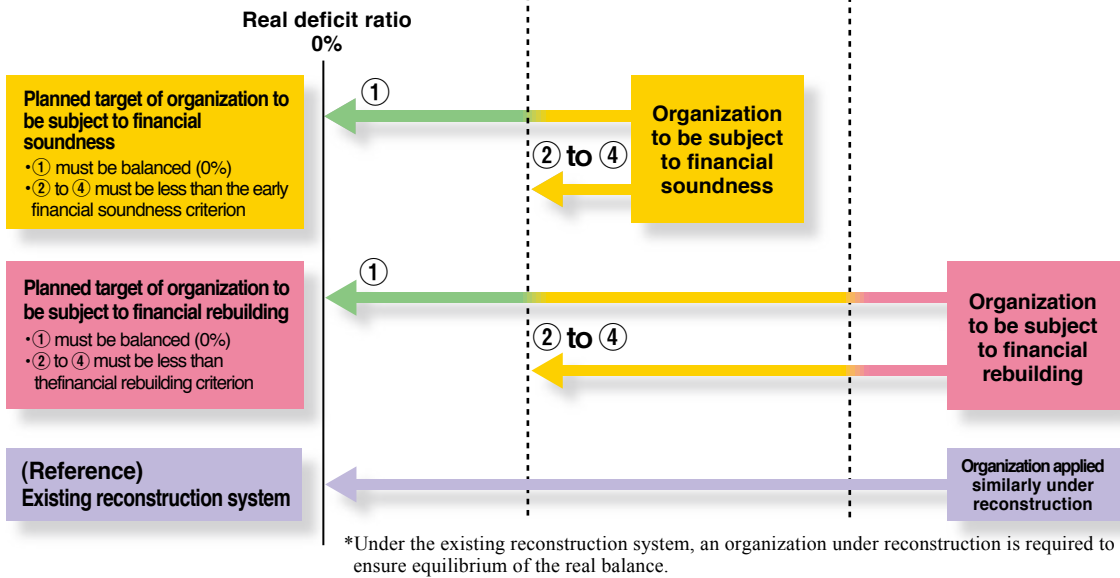 Real deficit ratio
0%
Planned target of organization to
be subject to financial
soundness
・① must be balanced (0%)
・② to ④ must be less than the early
financial soundness criterion
①
② to ④
Organization
to be subject
to financial
soundness
Planned target of organization to
be subject to financial rebuilding
・① must be balanced (0%)
・② to ④ must be less than
thefinancial rebuilding criterion
①
② to ④
Organization
to be subject
to financial
rebuilding
(Reference)
Existing reconstruction system
Organization applied
similarly under
reconstruction
*Under the existing reconstruction system, an organization under reconstruction is required to
ensure equilibrium of the real balance.